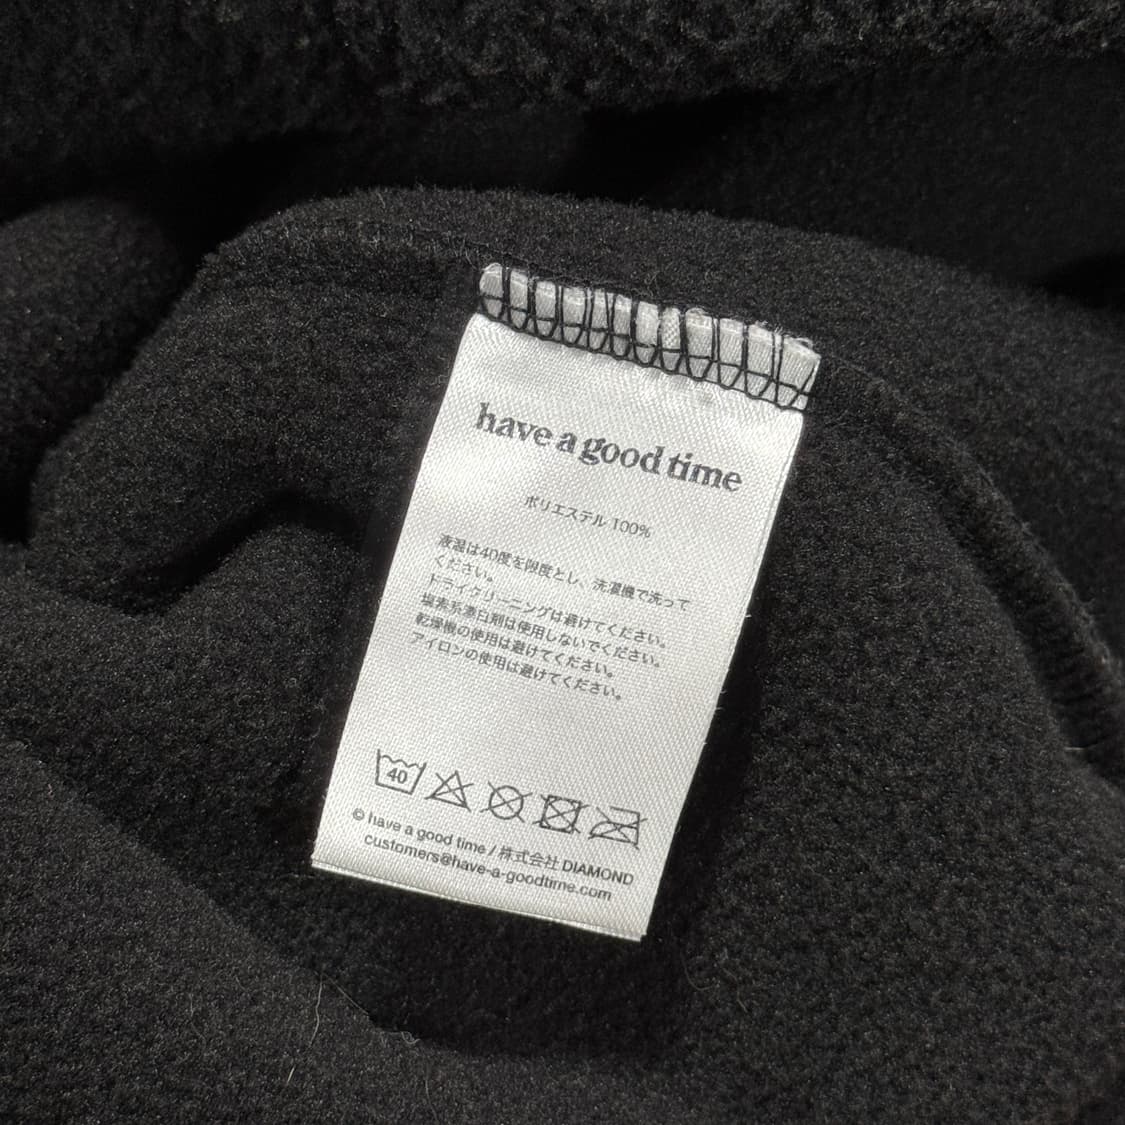 have a good time
ポリエステル 100%
液温は40度を限度とし、洗濯機で洗って
ください。
ドライクリーニングは避けてください。
塩素系漂白剤は使用しないでください。
乾燥機の使用は避けてください。
アイロンの使用は避けてください。
40
© have a good time / 株式会社 DIAMOND
customers@have-a-goodtime.com